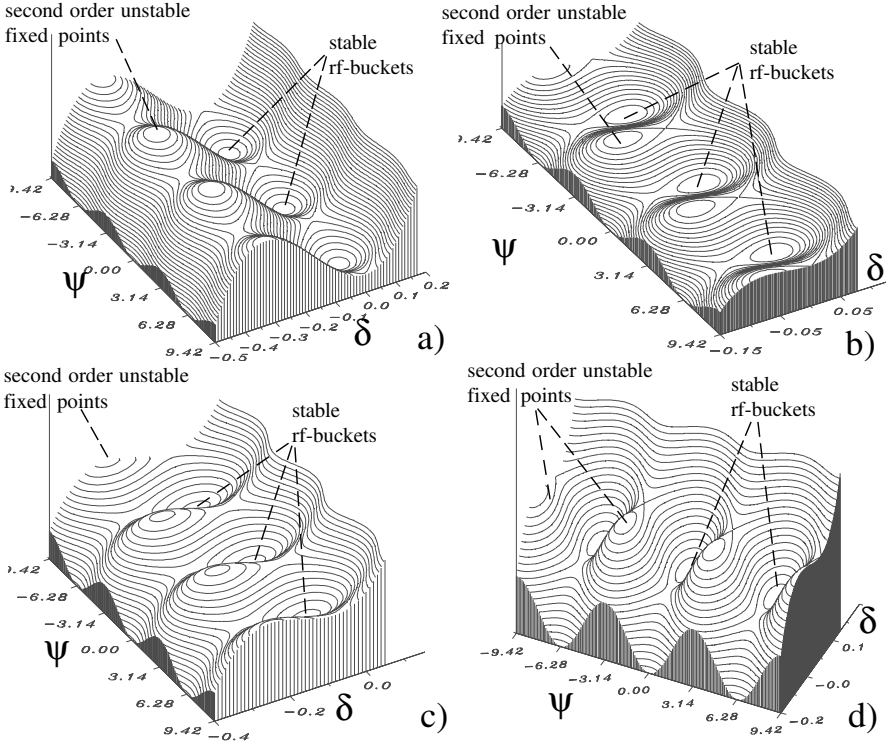 second order unstable
fixed points
stable
rf-buckets
a)
9.42
-6.28
-3.14
0.00
3.14
6.28
9.42
ψ
-0.5
-0.4
-0.3
-0.2
-0.1
0.0
0.1
0.2
δ
second order unstable
fixed points
stable
rf-buckets
b)
9.42
-6.28
-3.14
0.00
3.14
6.28
9.42
ψ
-0.15
-0.05
0.05
δ
second order unstable
fixed points
stable
rf-buckets
c)
9.42
-6.28
-3.14
0.00
3.14
6.28
9.42
ψ
-0.4
-0.2
0.0
δ
second order unstable
fixed points
stable
rf-buckets
d)
-9.42
-6.28
-3.14
0.00
3.14
6.28
9.42
ψ
-0.2
-0.0
0.1
δ